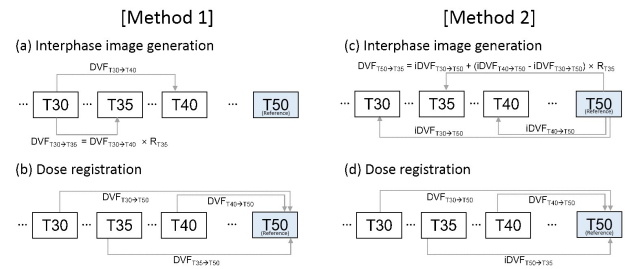 [Method 1]
(a) Interphase image generation
DVFT30→T40
··· T30 ··· T35 ··· T40 ··· T50
(Reference)
DVFT30→T35 = DVFT30→T40 × RT35
(b) Dose registration
DVFT30→T50
DVFT40→T50
··· T30 ··· T35 ··· T40 ··· T50
(Reference)
DVFT35→T50
[Method 2]
(c) Interphase image generation
DVFT50→T35 = iDVFT30→T50 + (iDVFT40→T50 - iDVFT30→T50) × RT35
··· T30 ··· T35 ··· T40 ··· T50
(Reference)
iDVFT40→T50
iDVFT30→T50
(d) Dose registration
DVFT30→T50
DVFT40→T50
··· T30 ··· T35 ··· T40 ··· T50
(Reference)
iDVFT50→T35